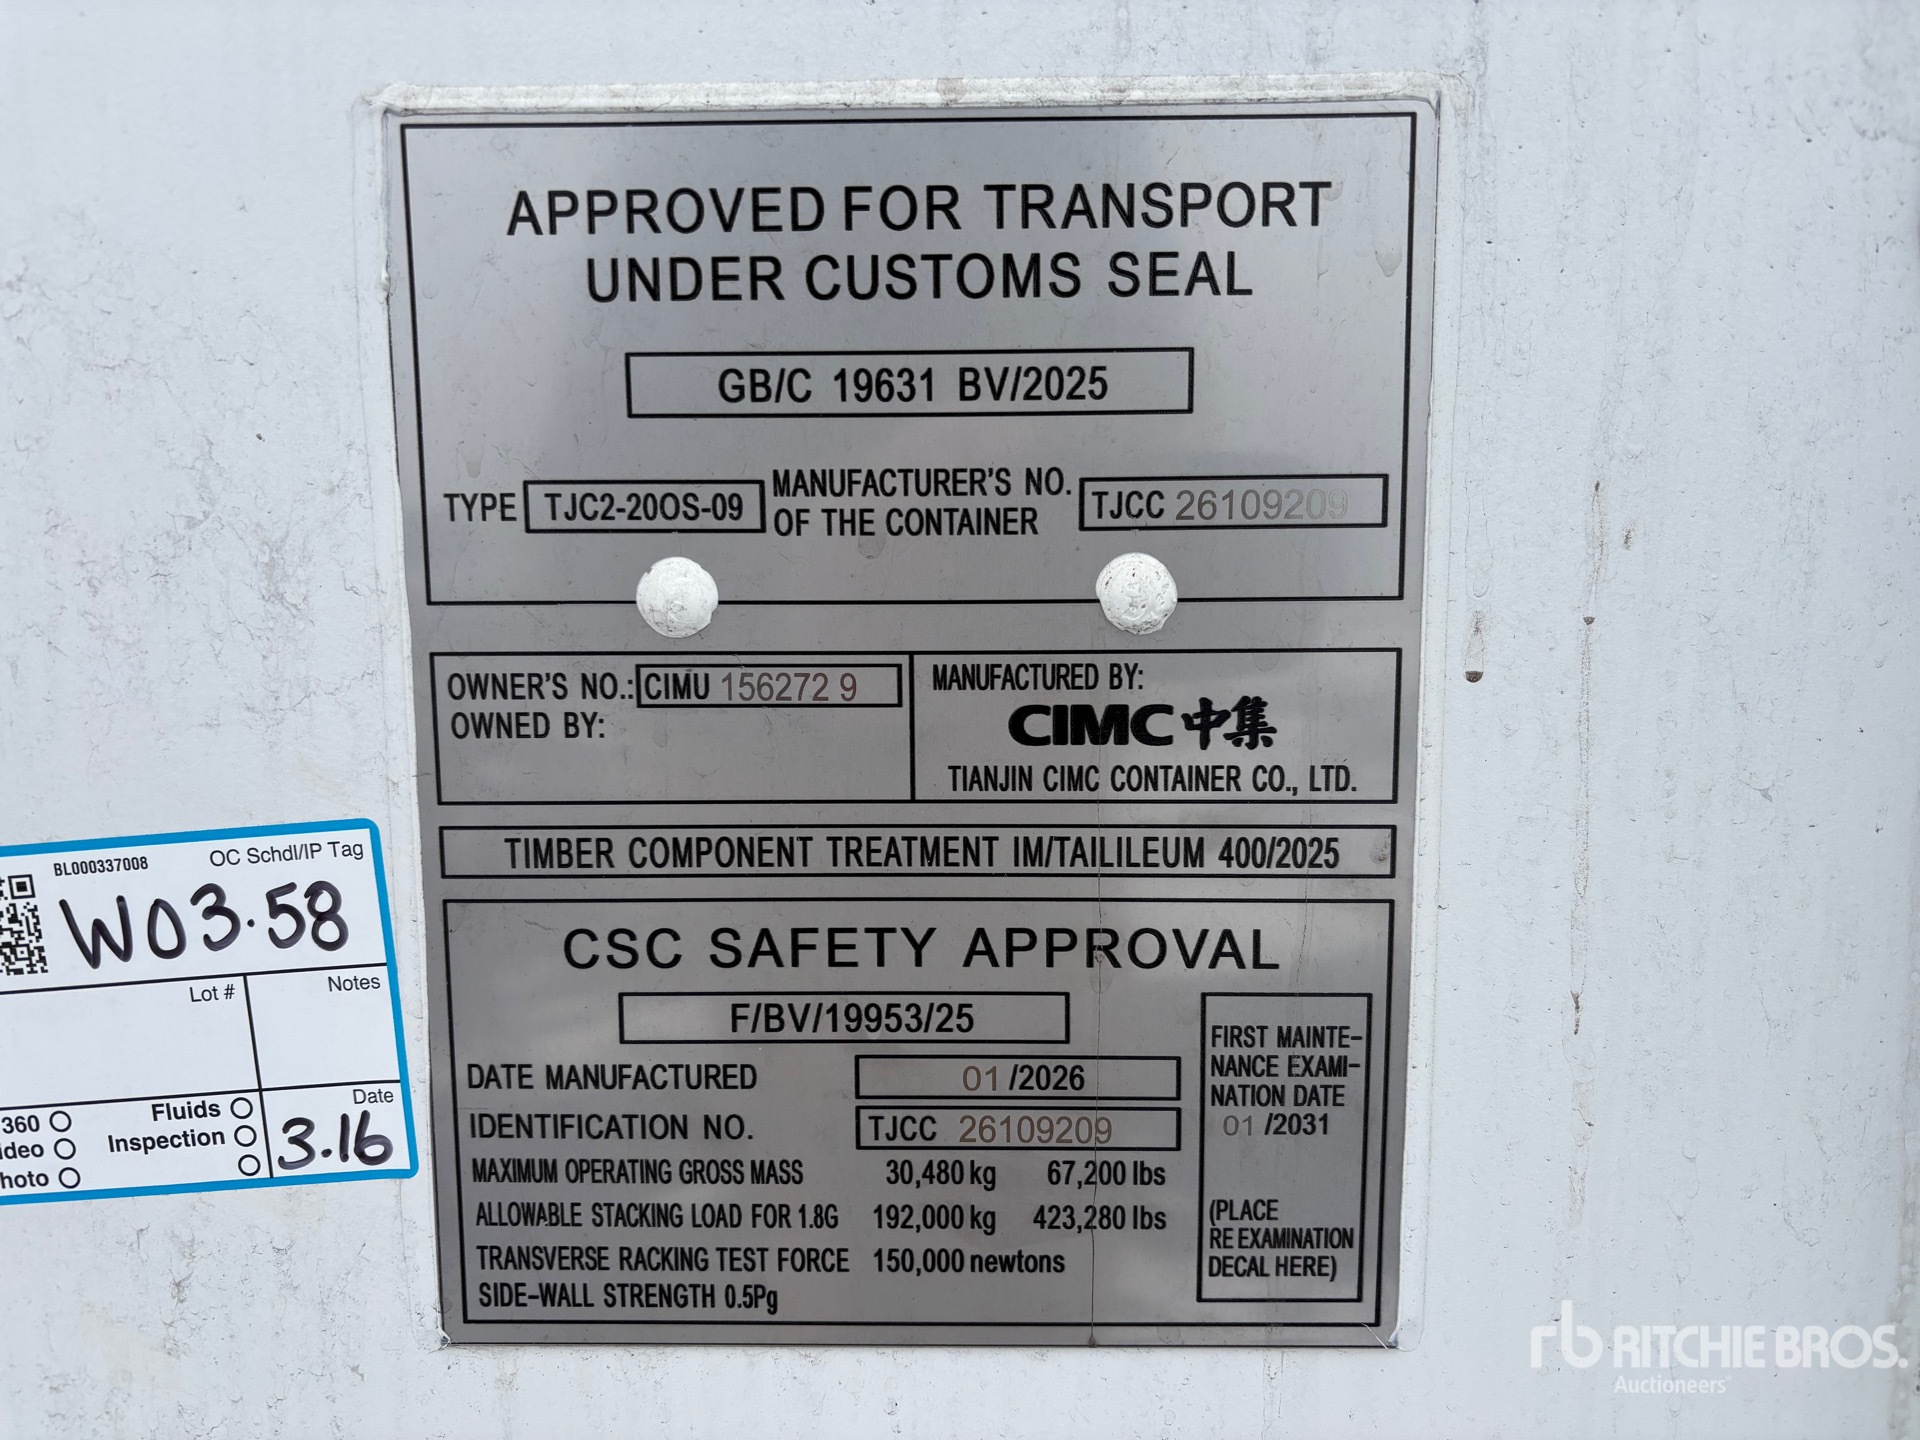 APPROVED FOR TRANSPORT
UNDER CUSTOMS SEAL
GB/C 19631 BV/2025
TYPE TJC2-20OS-09 MANUFACTURER'S NO.
OF THE CONTAINER TJCC 26109209
OWNER'S NO.: CIMU 156272 9
OWNED BY:
MANUFACTURED BY:
CIMC 中集
TIANJIN CIMC CONTAINER CO., LTD.
TIMBER COMPONENT TREATMENT IM/TAILILEUM 400/2025
CSC SAFETY APPROVAL
F/BV/19953/25
DATE MANUFACTURED 01 /2026
IDENTIFICATION NO. TJCC 26109209
MAXIMUM OPERATING GROSS MASS 30,480 kg 67,200 lbs
ALLOWABLE STACKING LOAD FOR 1.8G 192,000 kg 423,280 lbs
TRANSVERSE RACKING TEST FORCE 150,000 newtons
SIDE-WALL STRENGTH 0.5Pg
FIRST MAINTE-
NANCE EXAMI-
NATION DATE
01 /2031
(PLACE
RE EXAMINATION
DECAL HERE)
BL000337008 OC Schdl/IP Tag
W03.58
Lot #
Notes
360
ideo
hoto
Fluids
Inspection
Date
3.16
rb RITCHIE BROS.
Auctioneers